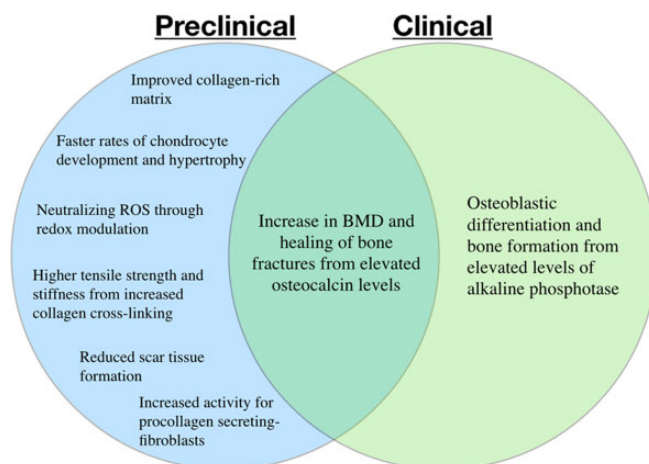 Preclinical
Clinical
Improved collagen-rich
matrix
Faster rates of chondrocyte
development and hypertrophy
Neutralizing ROS through
redox modulation
Higher tensile strength and
stiffness from increased
collagen cross-linking
Reduced scar tissue
formation
Increased activity for
procollagen secreting-
fibroblasts
Increase in BMD and
healing of bone
fractures from elevated
osteocalcin levels
Osteoblastic
differentiation and
bone formation from
elevated levels of
alkaline phosphotase